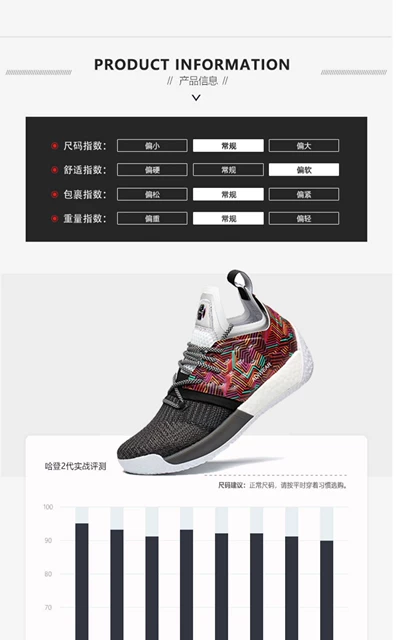 PRODUCT INFORMATION
// 产品信息 //
尺码指数： 偏小 常规 偏大
舒适指数： 偏硬 常规 偏软
包裹指数： 偏松 常规 偏紧
重量指数： 偏重 常规 偏轻
哈登2代实战评测
尺码建议：正常尺码，请按平时穿着习惯选购。
100
90
80
70